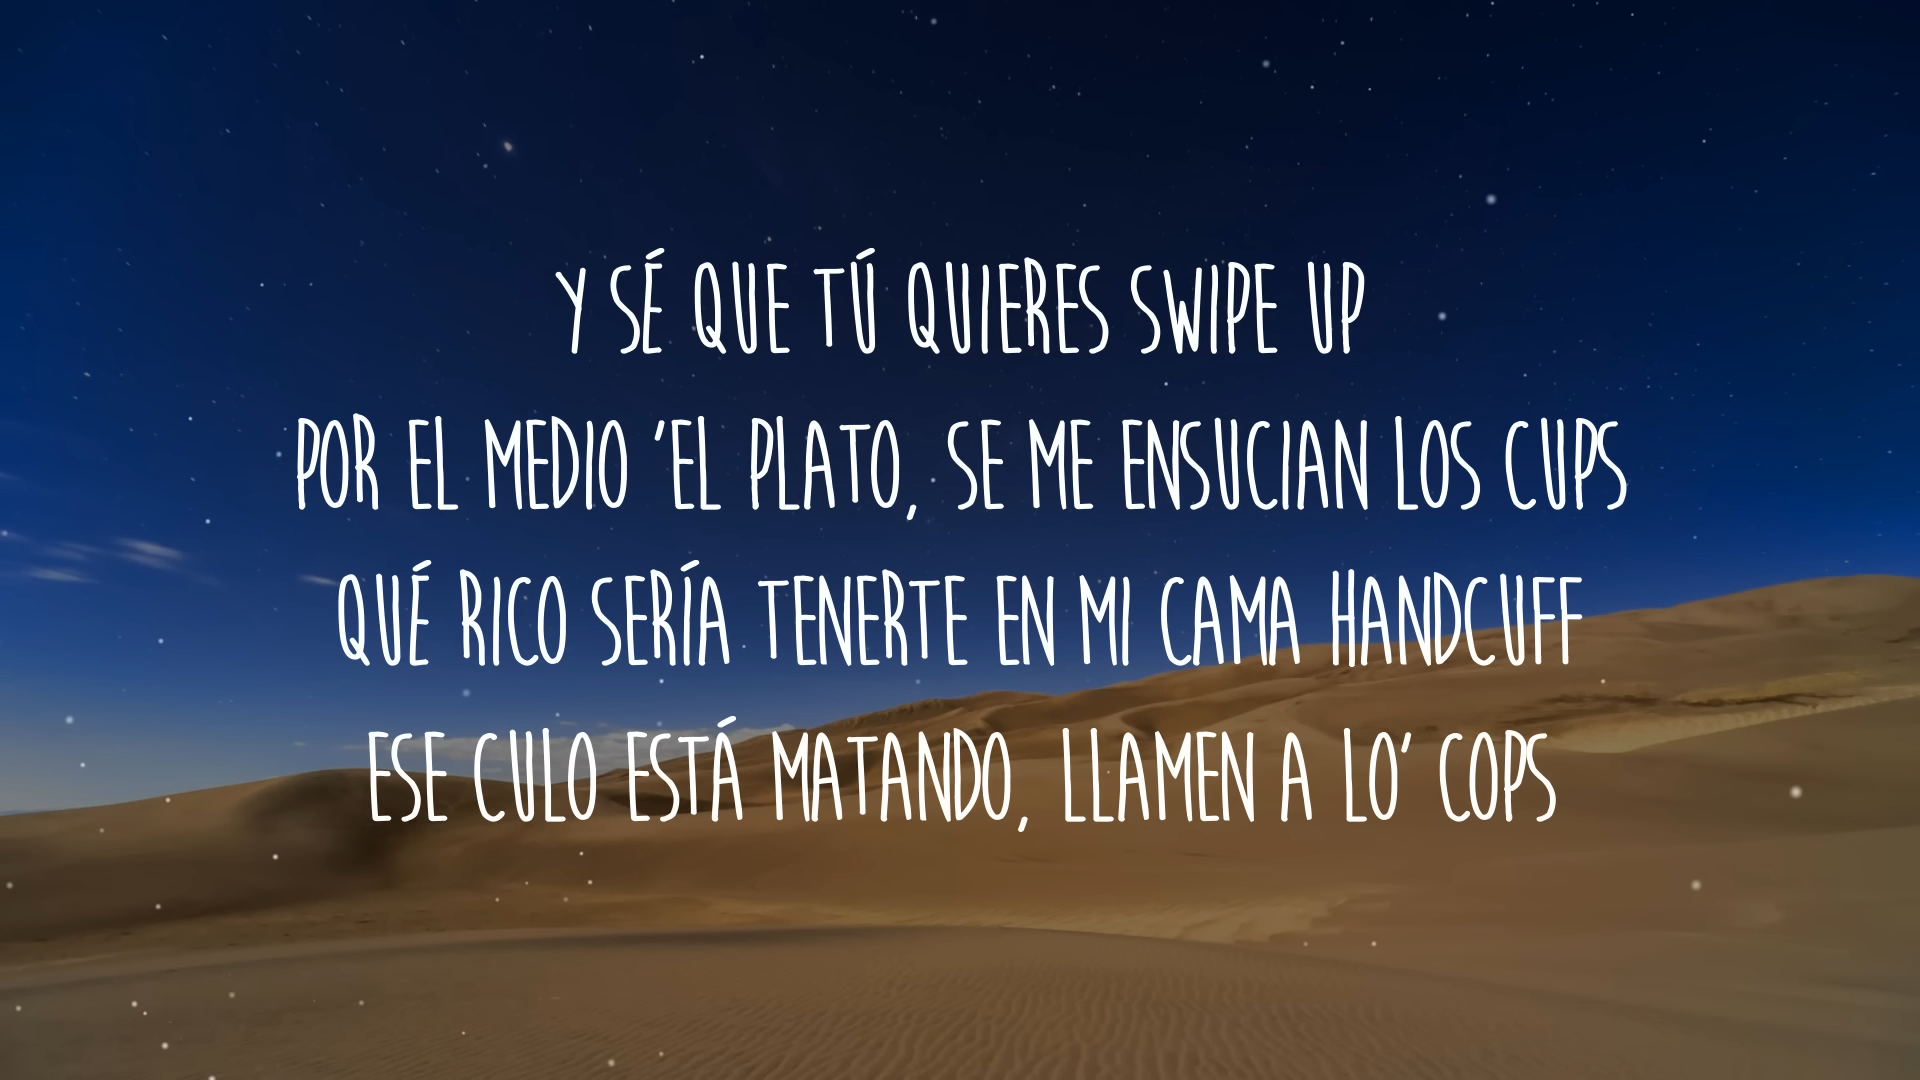 Y SÉ QUE TÚ QUIERES SWIPE UP
POR EL MEDIO 'EL PLATO, SE ME ENSUCIAN LOS CUPS
QUÉ RICO SERÍA TENERTE EN MI CAMA HANDCUFF
ESE CULO ESTÁ MATANDO, LLAMEN A LO' COPS